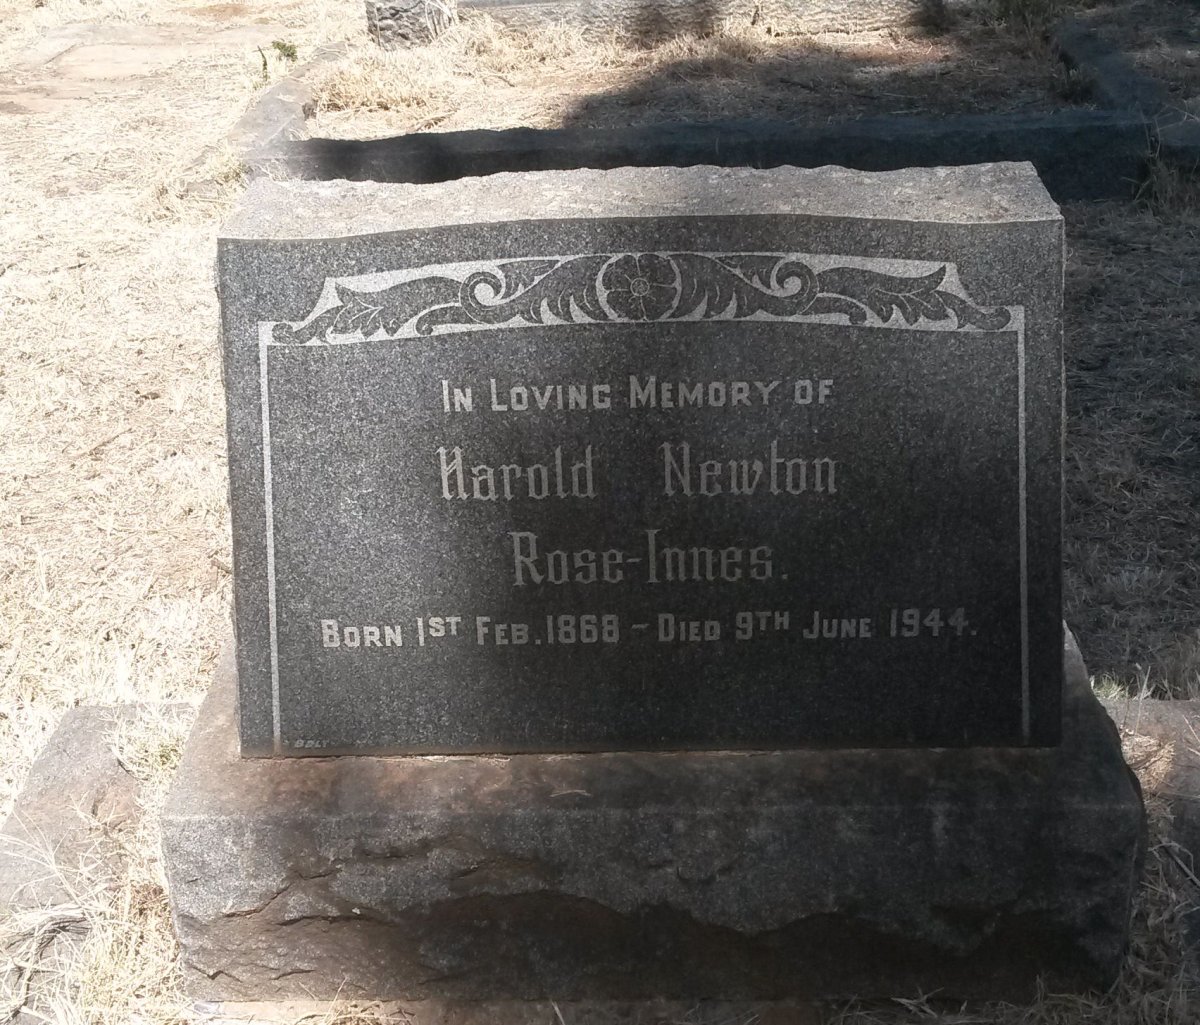 In Loving Memory of
Harold Newton
Rose-Innes.
Born 1st Feb. 1868 - Died 9th June 1944.